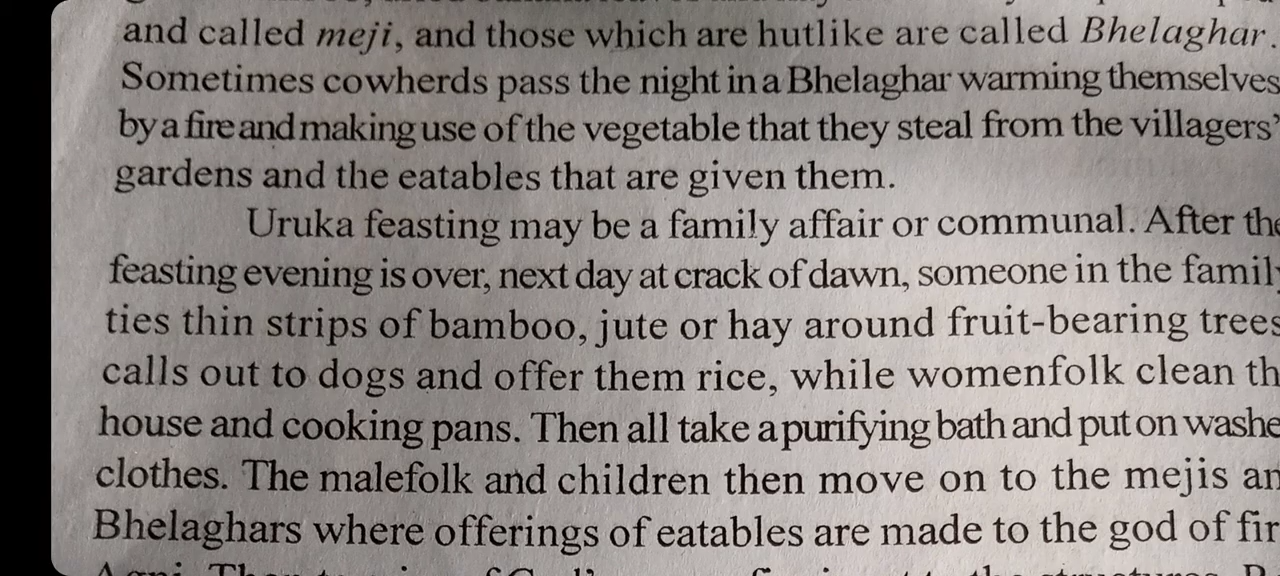 and called meji, and those which are hutlike are called Bhelaghar.
Sometimes cowherds pass the night in a Bhelaghar warming themselves
by a fire and making use of the vegetable that they steal from the villagers'
gardens and the eatables that are given them.
Uruka feasting may be a family affair or communal. After the
feasting evening is over, next day at crack of dawn, someone in the family
ties thin strips of bamboo, jute or hay around fruit-bearing trees
calls out to dogs and offer them rice, while womenfolk clean th
house and cooking pans. Then all take a purifying bath and put on washe
clothes. The malefolk and children then move on to the mejis an
Bhelaghars where offerings of eatables are made to the god of fir